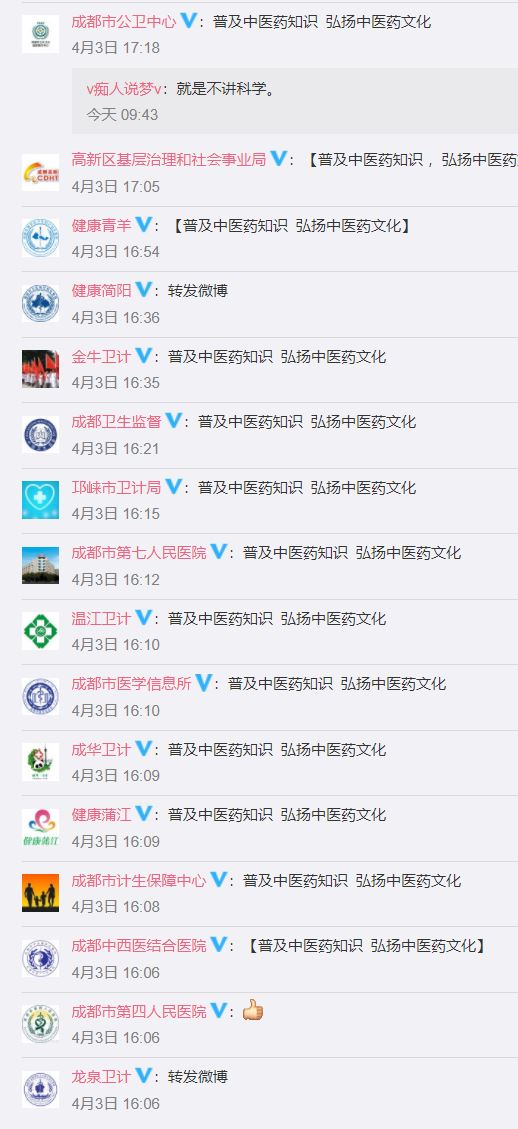 成都市公卫中心 V：普及中医药知识 弘扬中医药文化
4月3日 17:18
v痴人说梦v：就是不讲科学。
今天 09:43
高新区基层治理和社会事业局 V：【普及中医药知识，弘扬中医药
4月3日 17:05
健康青羊 V：【普及中医药知识 弘扬中医药文化】
4月3日 16:54
健康简阳 V：转发微博
4月3日 16:36
金牛卫计 V：普及中医药知识 弘扬中医药文化
4月3日 16:35
成都卫生监督 V：普及中医药知识 弘扬中医药文化
4月3日 16:21
邛崃市卫计局 V：普及中医药知识 弘扬中医药文化
4月3日 16:15
成都市第七人民医院 V：普及中医药知识 弘扬中医药文化
4月3日 16:12
温江卫计 V：普及中医药知识 弘扬中医药文化
4月3日 16:10
成都市医学信息所 V：普及中医药知识 弘扬中医药文化
4月3日 16:10
成华卫计 V：普及中医药知识 弘扬中医药文化
4月3日 16:09
健康蒲江 V：普及中医药知识 弘扬中医药文化
健康蒲江
4月3日 16:09
成都市计生保障中心 V：普及中医药知识 弘扬中医药文化
4月3日 16:08
成都中西医结合医院 V：【普及中医药知识 弘扬中医药文化】
4月3日 16:06
成都市第四人民医院 V：
4月3日 16:06
龙泉卫计 V：转发微博
4月3日 16:06